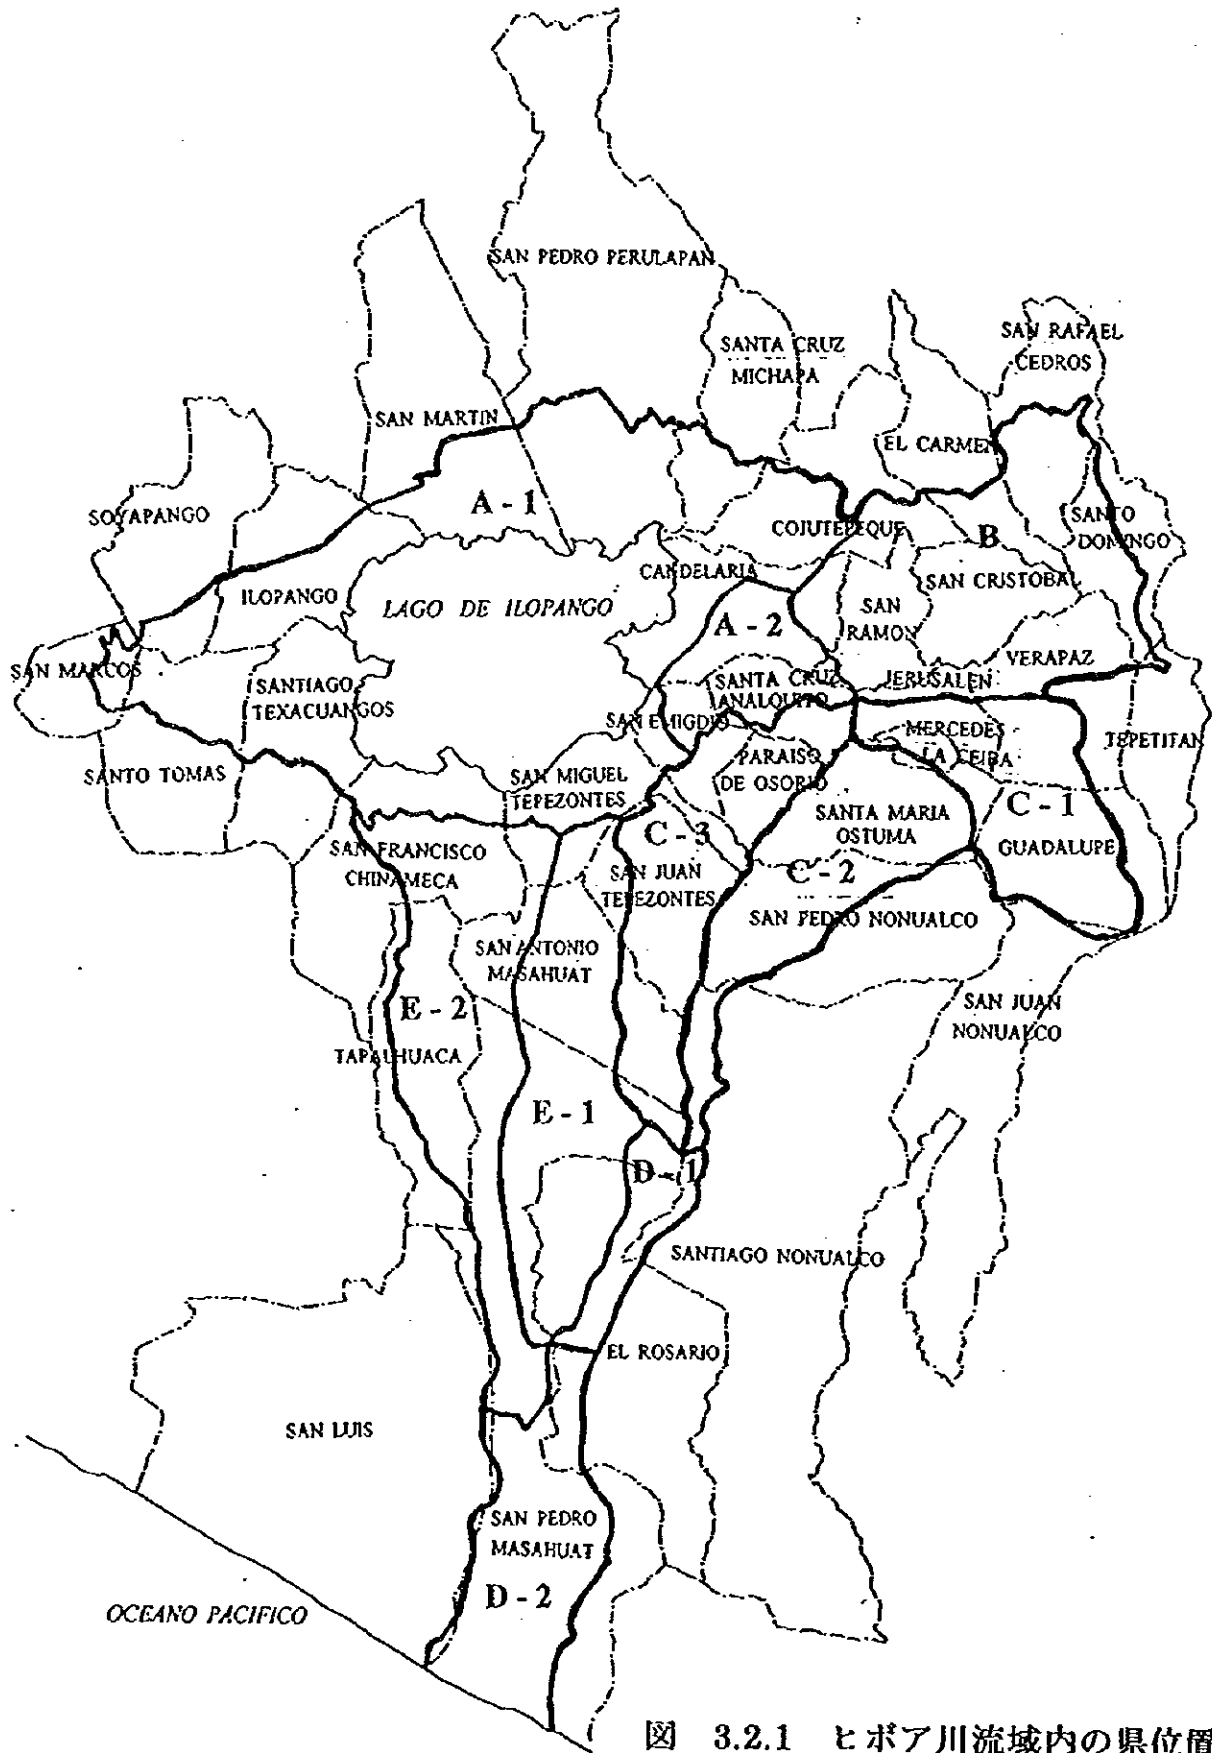 SAN PEDRO PERULAPAN
SAN RAFAEL
CEDROS
SANTA CRUZ
MICHAPA
SAN MARTIN
EL CARMEN
A - 1
SOYAPANGO
COJUTEPEQUE
B
SANTO
DOMINGO
CANDELARIA
SAN CRISTOBAL
ILOPANGO
LAGO DE ILOPANGO
SAN
RAMON
A - 2
SAN MARCOS
VERAPAZ
SANTIAGO
TEXACUANGOS
SANTA CRUZ
ANALQUITO
JERUSALEN
SAN EMIGDIO
MERCEDES
LA CEIBA
TEPETITAN
PARAISO
DE OSORIO
SANTO TOMAS
SAN MIGUEL
TEPEZONTES
C - 1
SANTA MARIA
OSTUMA
C - 3
SAN FRANCISCO
CHINAMECA
GUADALUPE
SAN JUAN
TEPEZONTES
C - 2
SAN PEDRO NONUALCO
SAN ANTONIO
MASAHUAT
E - 2
SAN JUAN
NONUALCO
TAPALHUACA
E - 1
D - 1
SANTIAGO NONUALCO
EL ROSARIO
SAN LUIS
SAN PEDRO
MASAHUAT
D - 2
OCEANO PACIFICO
図 3.2.1 ヒボア川流域内の県位置